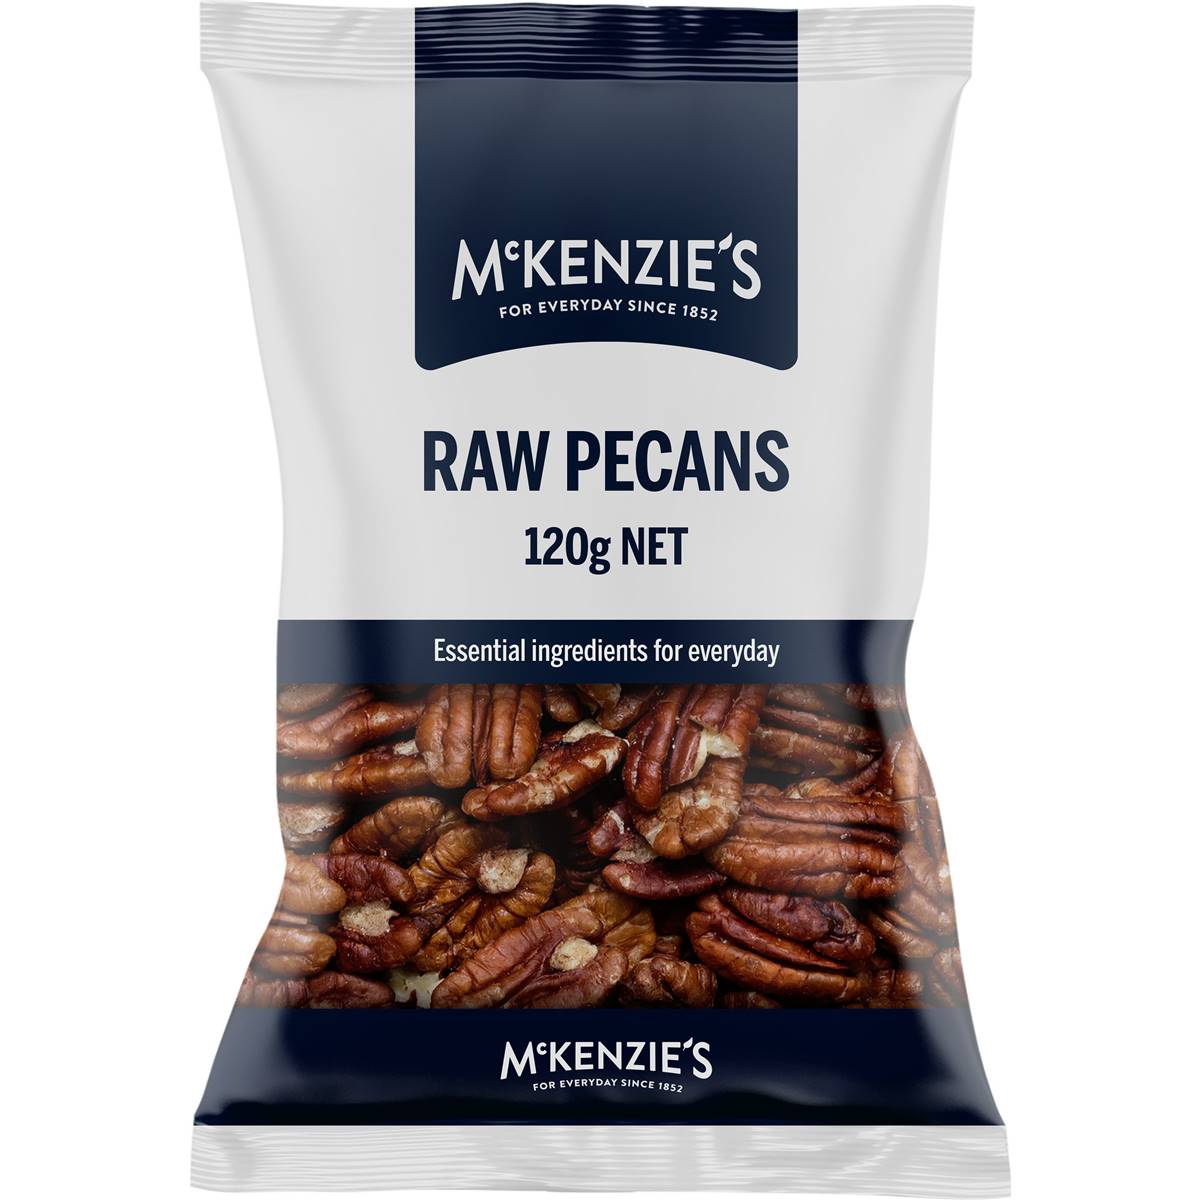 McKENZIE'S
FOR EVERYDAY SINCE 1852
RAW PECANS
120g NET
Essential ingredients for everyday
McKENZIE'S
FOR EVERYDAY SINCE 1852